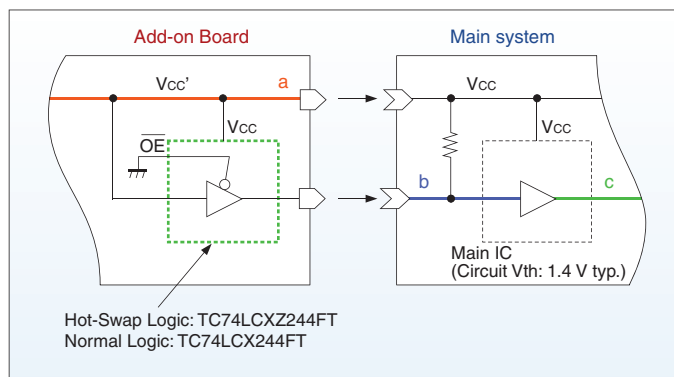 Add-on Board
Main system
VCC'
a
VCC
VCC
OE
VCC
b
c
Main IC
(Circuit Vth: 1.4 V typ.)
Hot-Swap Logic: TC74LCXZ244FT
Normal Logic: TC74LCX244FT